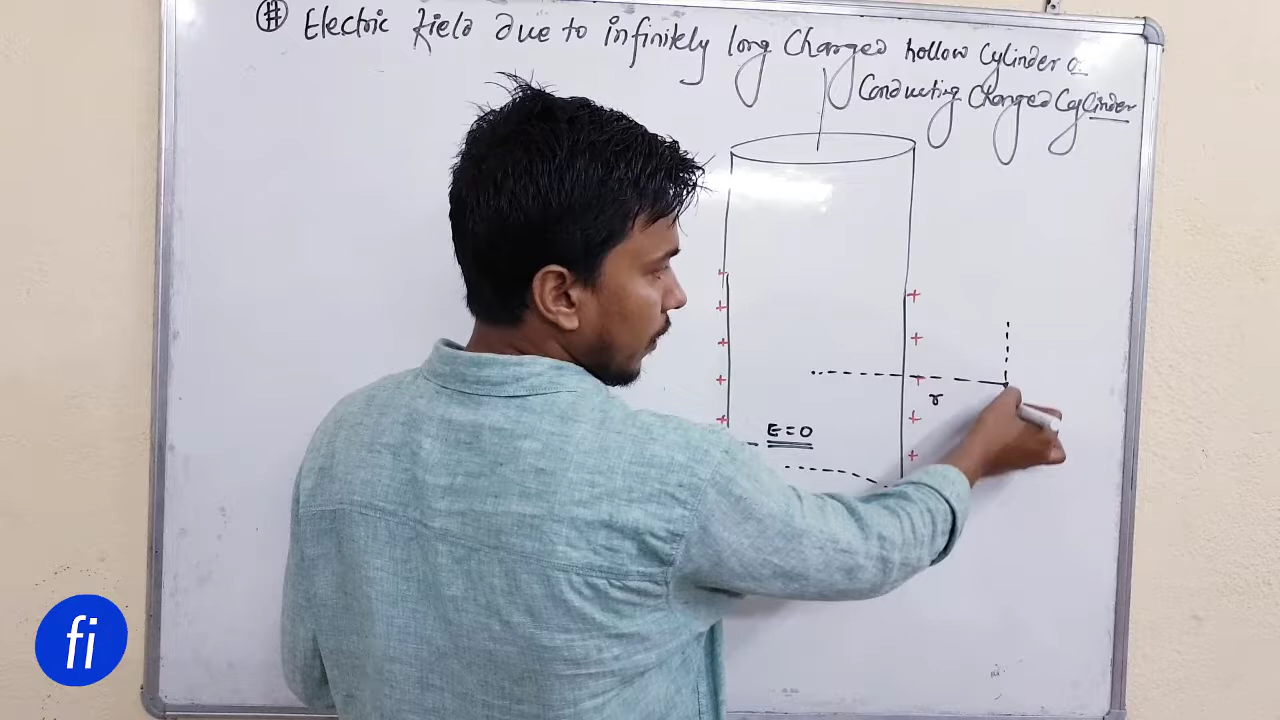 # Electric field due to infinitely long Charged hollow Cylinder or
Conducting Charged Cylinder
+ +
+ +
+ +
+ +
+ +
r
E=0
fi